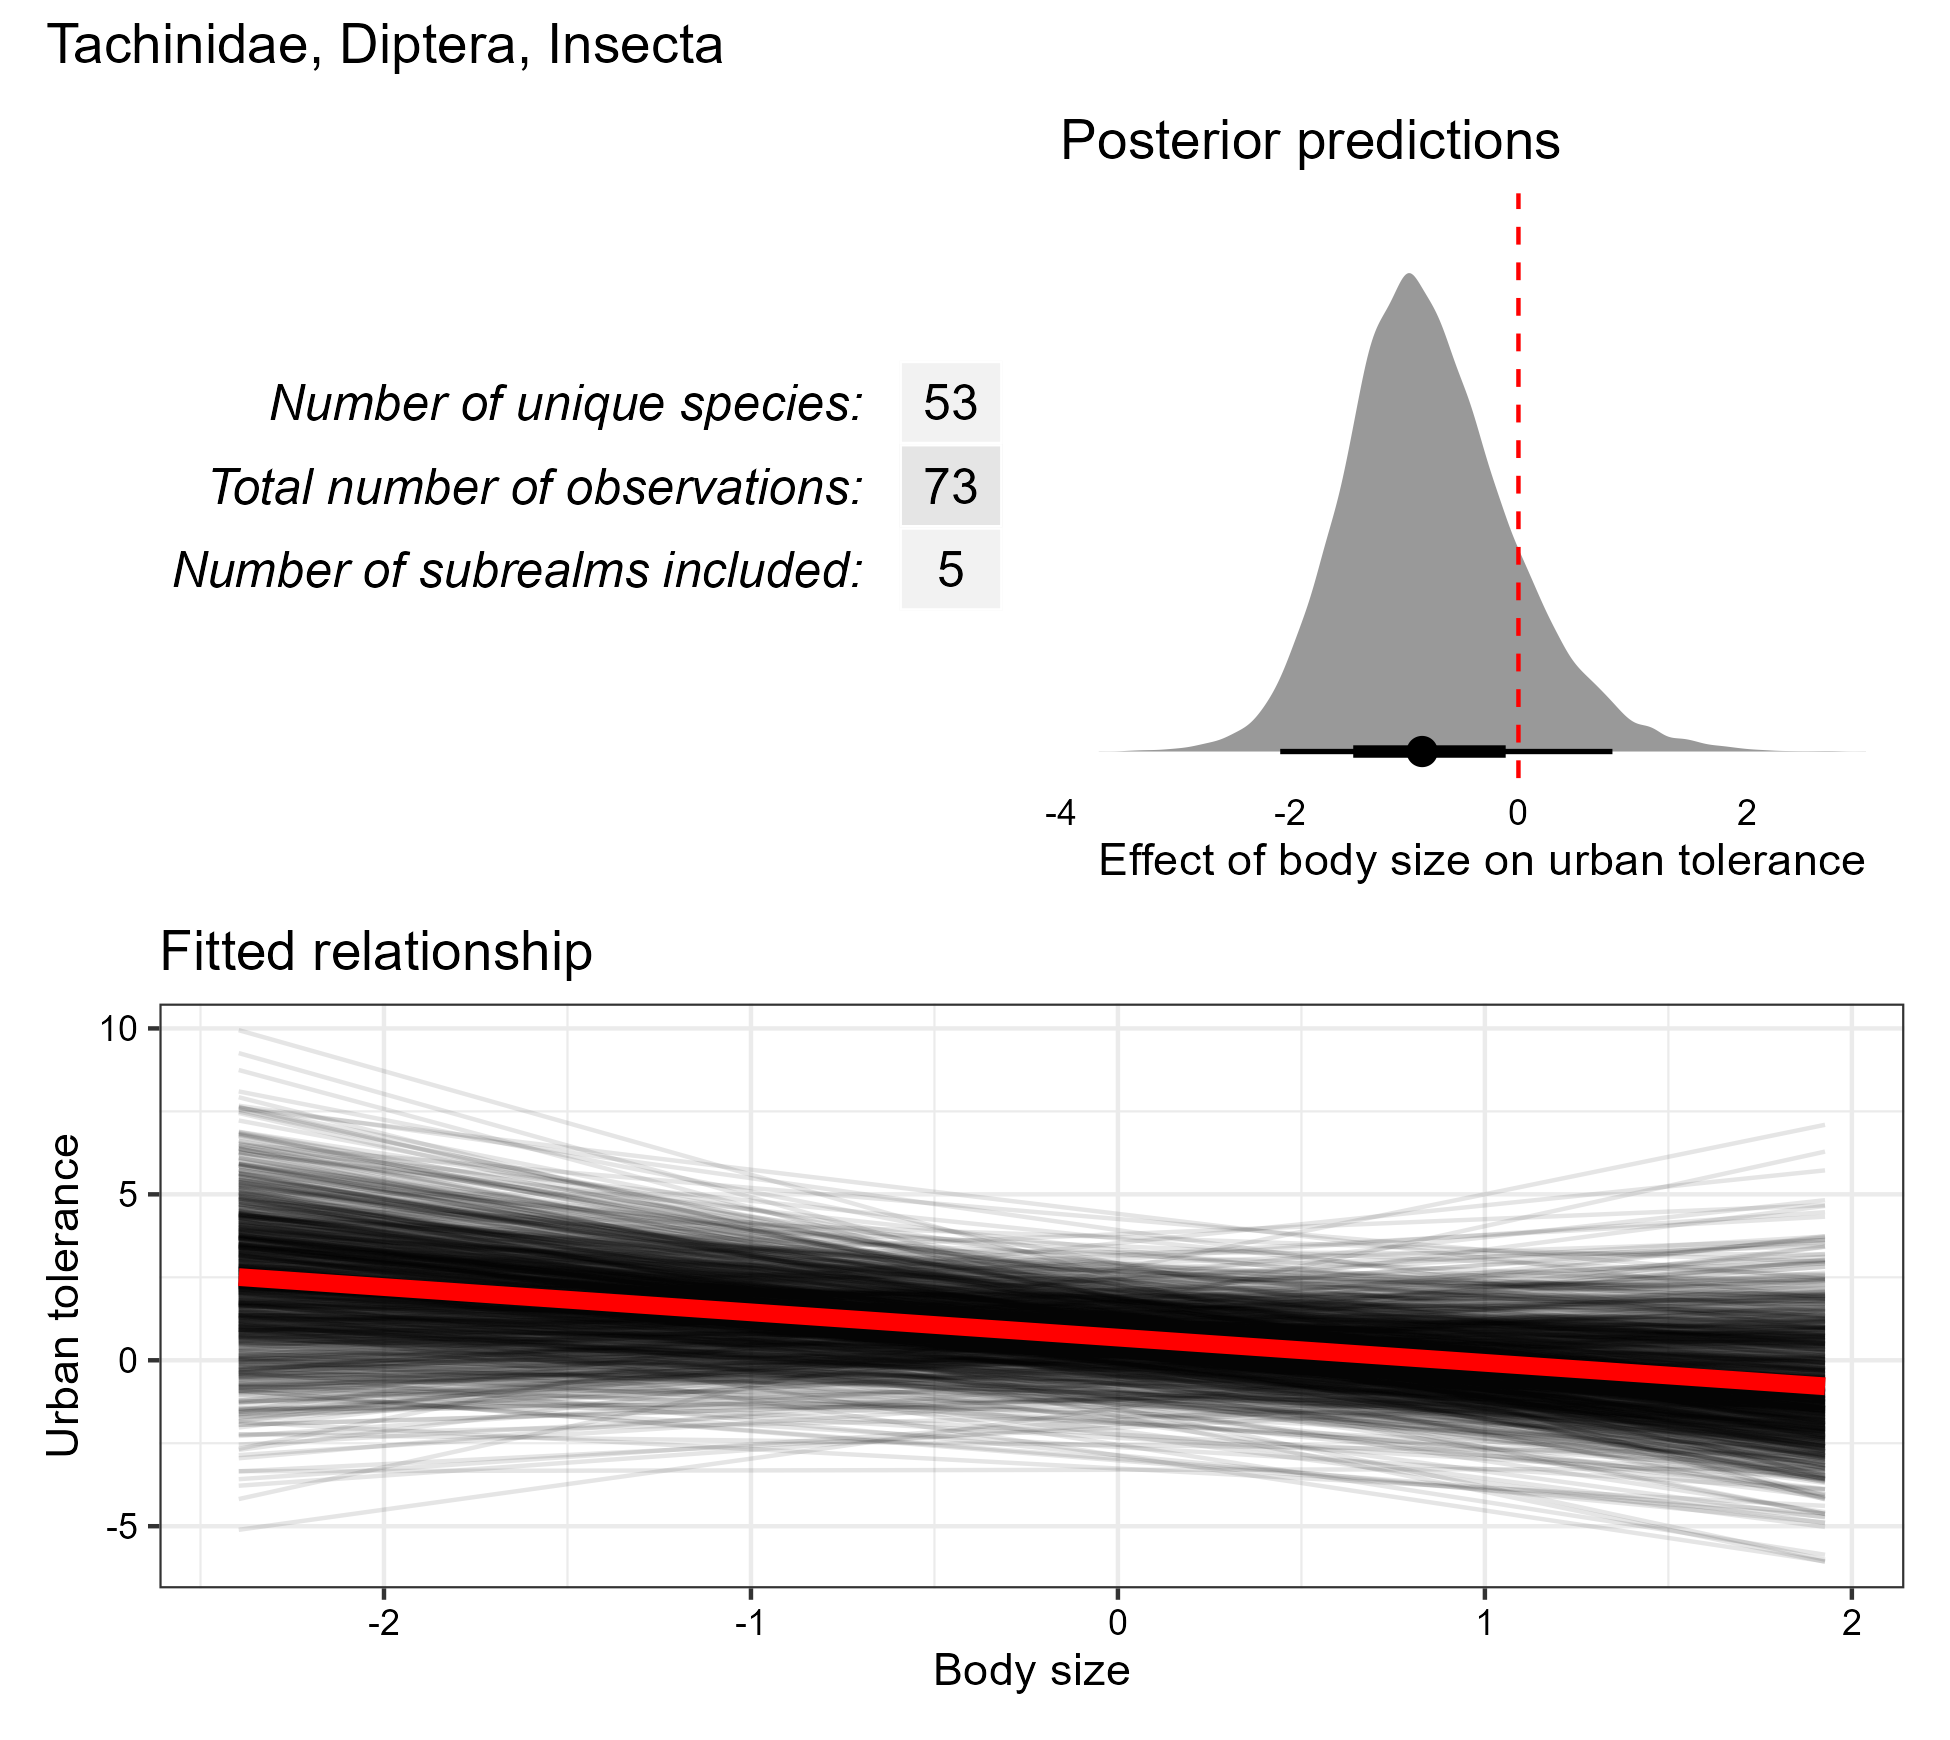 Tachinidae, Diptera, Insecta
Posterior predictions
Number of unique species: 53
Total number of observations: 73
Number of subrealms included: 5
-4 -2 0 2
Effect of body size on urban tolerance
Fitted relationship
10
5
0
-5
Urban tolerance
-2 -1 0 1 2
Body size